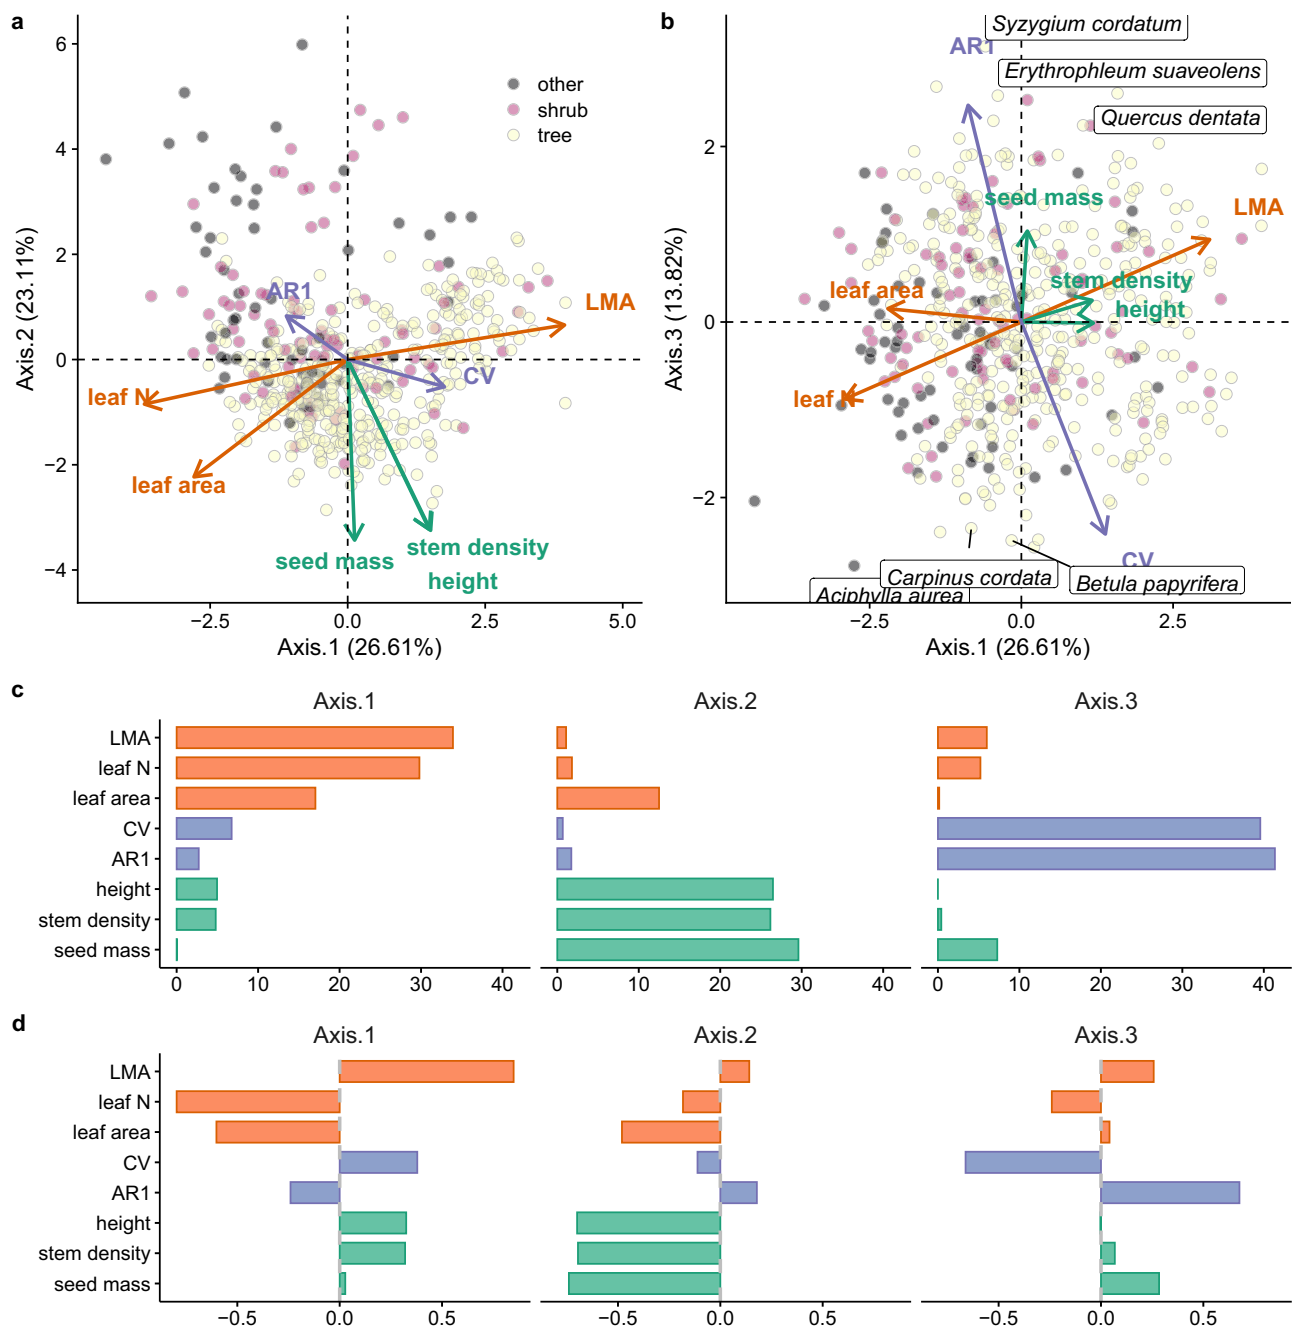 a
6
4
2
0
−2
−4
−2.5
0.0
2.5
5.0
Axis.2 (23.11%)
Axis.1 (26.61%)
other
shrub
tree
AR1
LMA
CV
leaf N
leaf area
seed mass
stem density
height
b
2
0
−2
−2.5
0.0
2.5
Axis.3 (13.82%)
Axis.1 (26.61%)
Syzygium cordatum
AR1
Erythrophleum suaveolens
Quercus dentata
seed mass
LMA
stem density
leaf area
height
leaf N
CV
Carpinus cordata
Betula papyrifera
Aciphylla aurea
c
Axis.1 Axis.2 Axis.3
LMA
leaf N
leaf area
CV
AR1
height
stem density
seed mass
0 10 20 30 40 0 10 20 30 40 0 10 20 30 40
d
Axis.1 Axis.2 Axis.3
LMA
leaf N
leaf area
CV
AR1
height
stem density
seed mass
−0.5 0.0 0.5 −0.5 0.0 0.5 −0.5 0.0 0.5